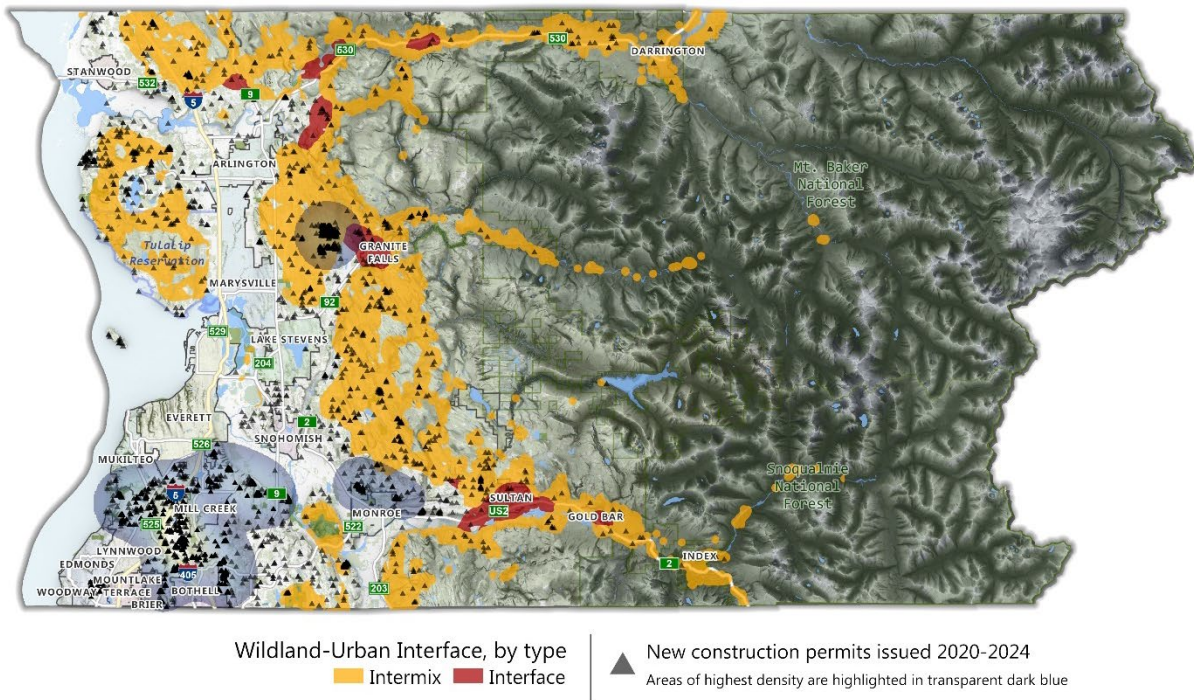 530
530
DARRINGTON
STANWOOD
532
5
9
ARLINGTON
Mt. Baker
National
Forest
Tulalip
Reservation
GRANITE
FALLS
MARYSVILLE
92
529
LAKE STEVENS
204
EVERETT
2
SNOHOMISH
526
MUKILTEO
Snoqualmie
National
Forest
5
9
SULTAN
MILL CREEK
US2
MONROE
GOLD BAR
525
522
LYNNWOOD
INDEX
EDMONDS
2
405
MOUNTLAKE
WOODWAY TERRACE
BOTHELL
203
BRIER
Wildland-Urban Interface, by type
Intermix
Interface
New construction permits issued 2020-2024
Areas of highest density are highlighted in transparent dark blue